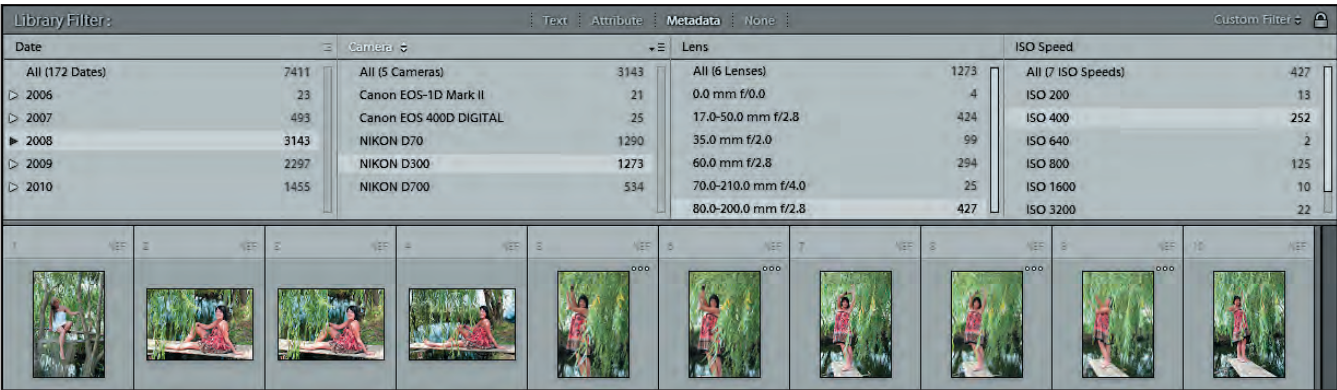 Library Filter: Text Attribute Metadata None Custom Filter
Date Camera Lens ISO Speed
All (172 Dates) 7411 All (5 Cameras) 3143 All (6 Lenses) 1273 All (7 ISO Speeds) 427
2006 23 Canon EOS-1D Mark II 21 0.0 mm f/0.0 4 ISO 200 13
2007 493 Canon EOS 400D DIGITAL 25 17.0-50.0 mm f/2.8 424 ISO 400 252
2008 3143 NIKON D70 1290 35.0 mm f/2.0 99 ISO 640 2
2009 2297 NIKON D300 1273 60.0 mm f/2.8 294 ISO 800 125
2010 1455 NIKON D700 534 70.0-210.0 mm f/4.0 25 ISO 1600 10
80.0-200.0 mm f/2.8 427 ISO 3200 22
1 NEF 2 NEF NEF 4 NEF NEF 6 NEF 7 NEF 8 NEF NEF 10 NEF